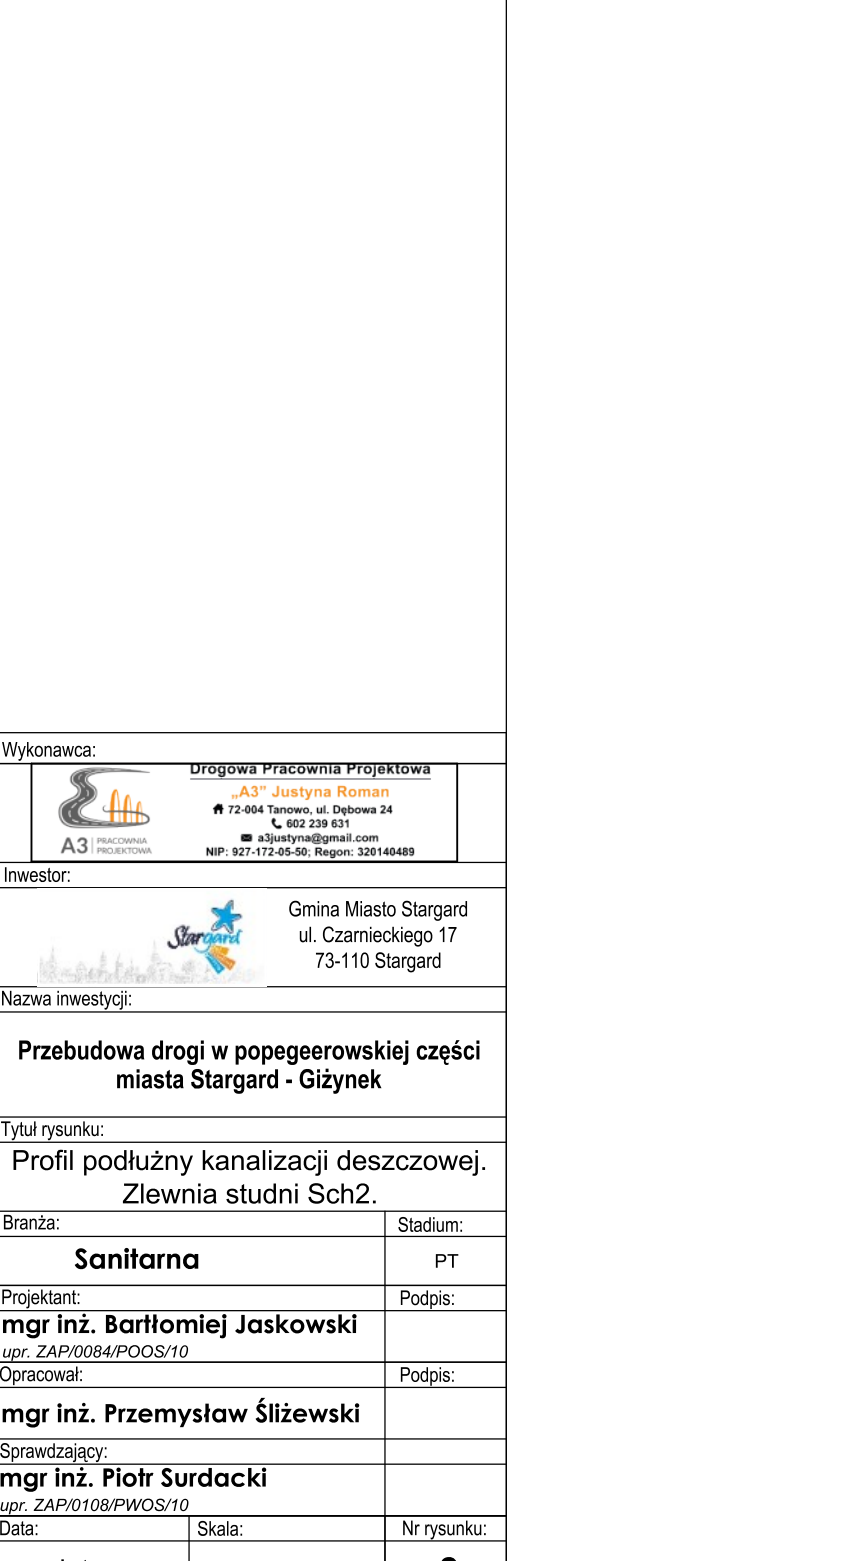 Wykonawca:
Drogowa Pracownia Projektowa
„A3” Justyna Roman
72-004 Tanowo, ul. Dębowa 24
602 239 631
a3justyna@gmail.com
NIP: 927-172-05-50; Regon: 320140489
A3 PRACOWNIA
PROJEKTOWA
Inwestor:
Stargard
Gmina Miasto Stargard
ul. Czarnieckiego 17
73-110 Stargard
Nazwa inwestycji:
Przebudowa drogi w popegeerowskiej części
miasta Stargard - Giżynek
Tytuł rysunku:
Profil podłużny kanalizacji deszczowej.
Zlewnia studni Sch2.
Branża: Stadium:
Sanitarna PT
Projektant: Podpis:
mgr inż. Bartłomiej Jaskowski
upr. ZAP/0084/POOS/10
Opracował: Podpis:
mgr inż. Przemysław Śliżewski
Sprawdzający:
mgr inż. Piotr Surdacki
upr. ZAP/0108/PWOS/10
Data: Skala: Nr rysunku: